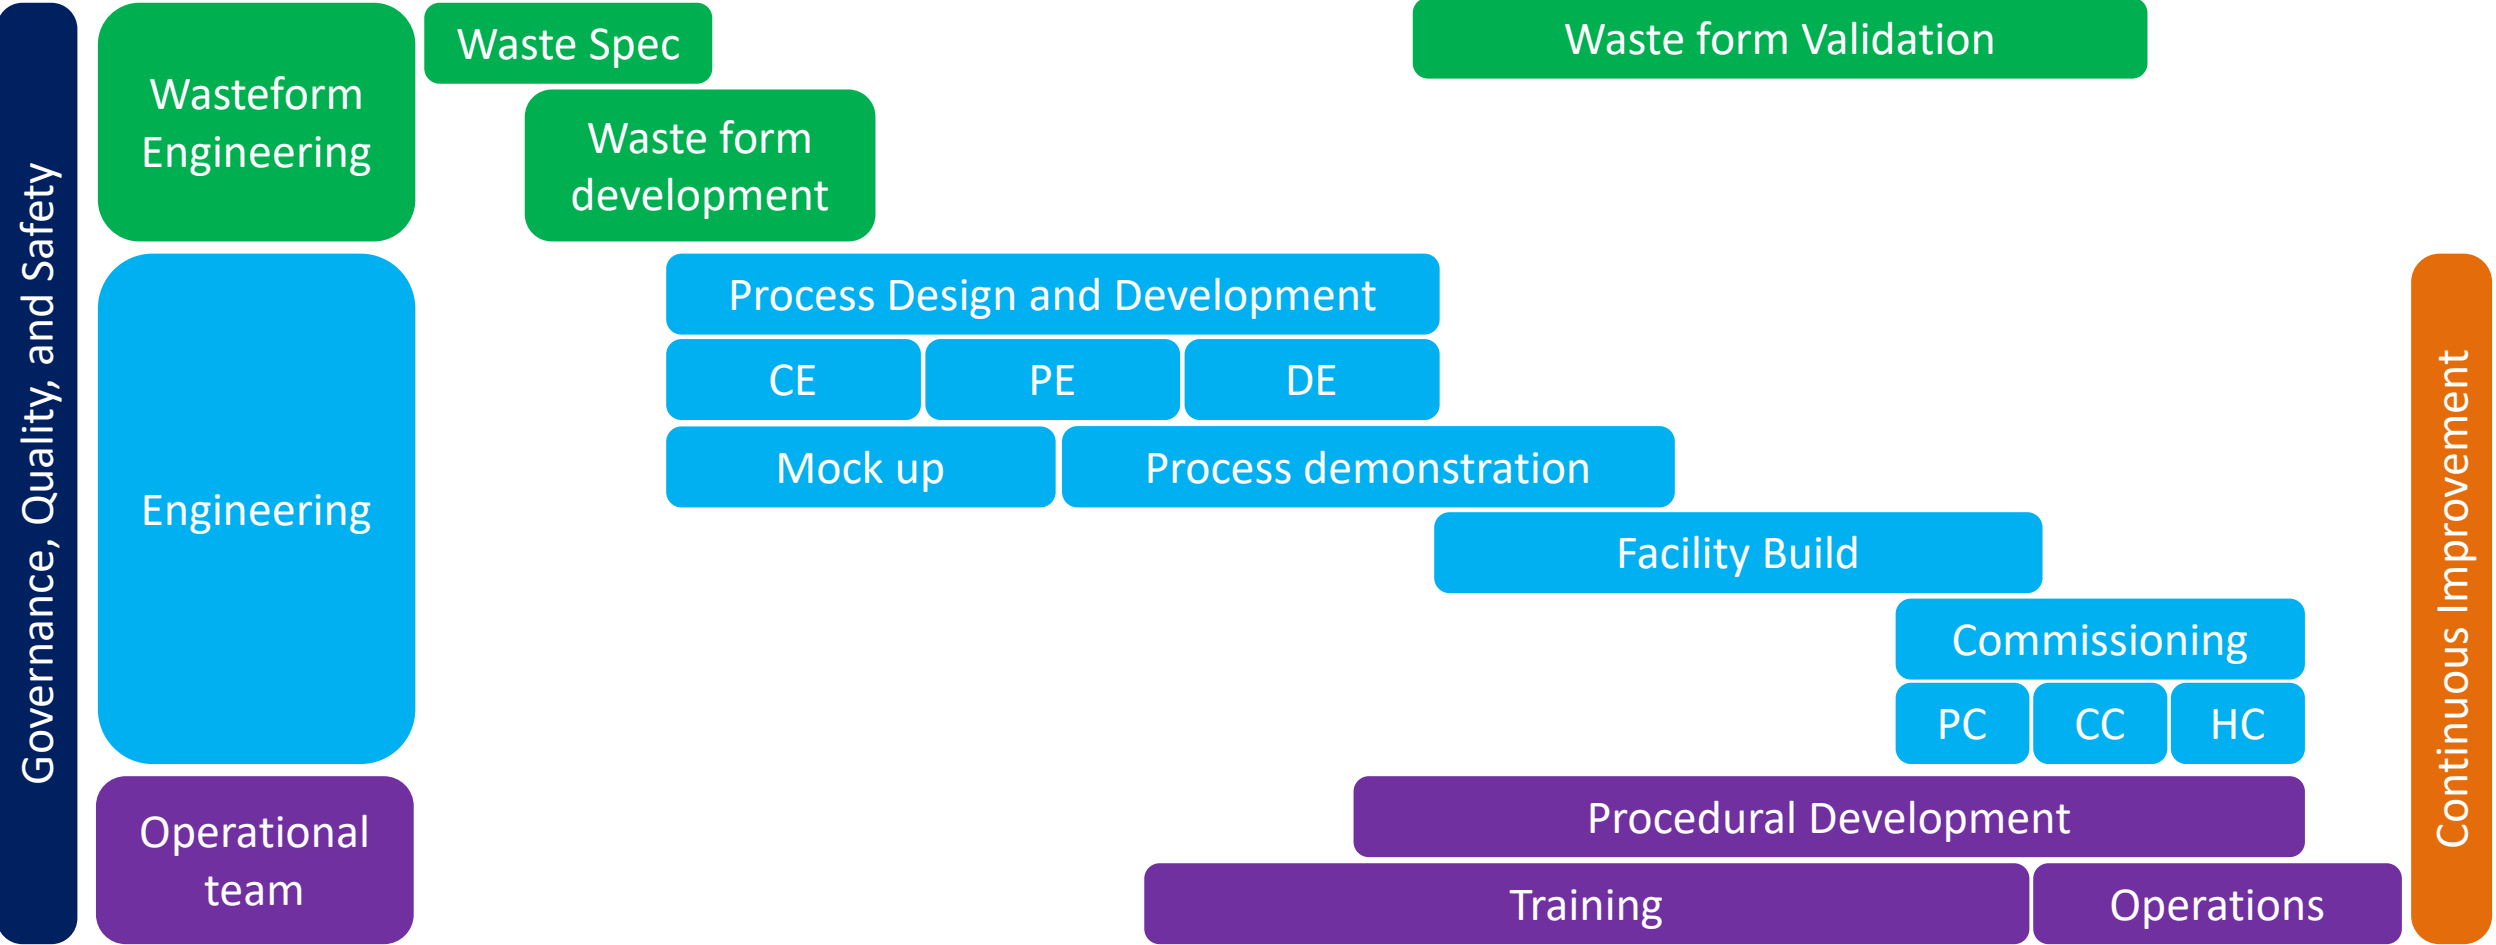 Governance, Quality, and Safety
Wasteform
Engineering
Waste Spec
Waste form Validation
Waste form
development
Engineering
Process Design and Development
CE
PE
DE
Mock up
Process demonstration
Facility Build
Commissioning
PC
CC
HC
Operational
team
Procedural Development
Training
Operations
Continuous Improvement